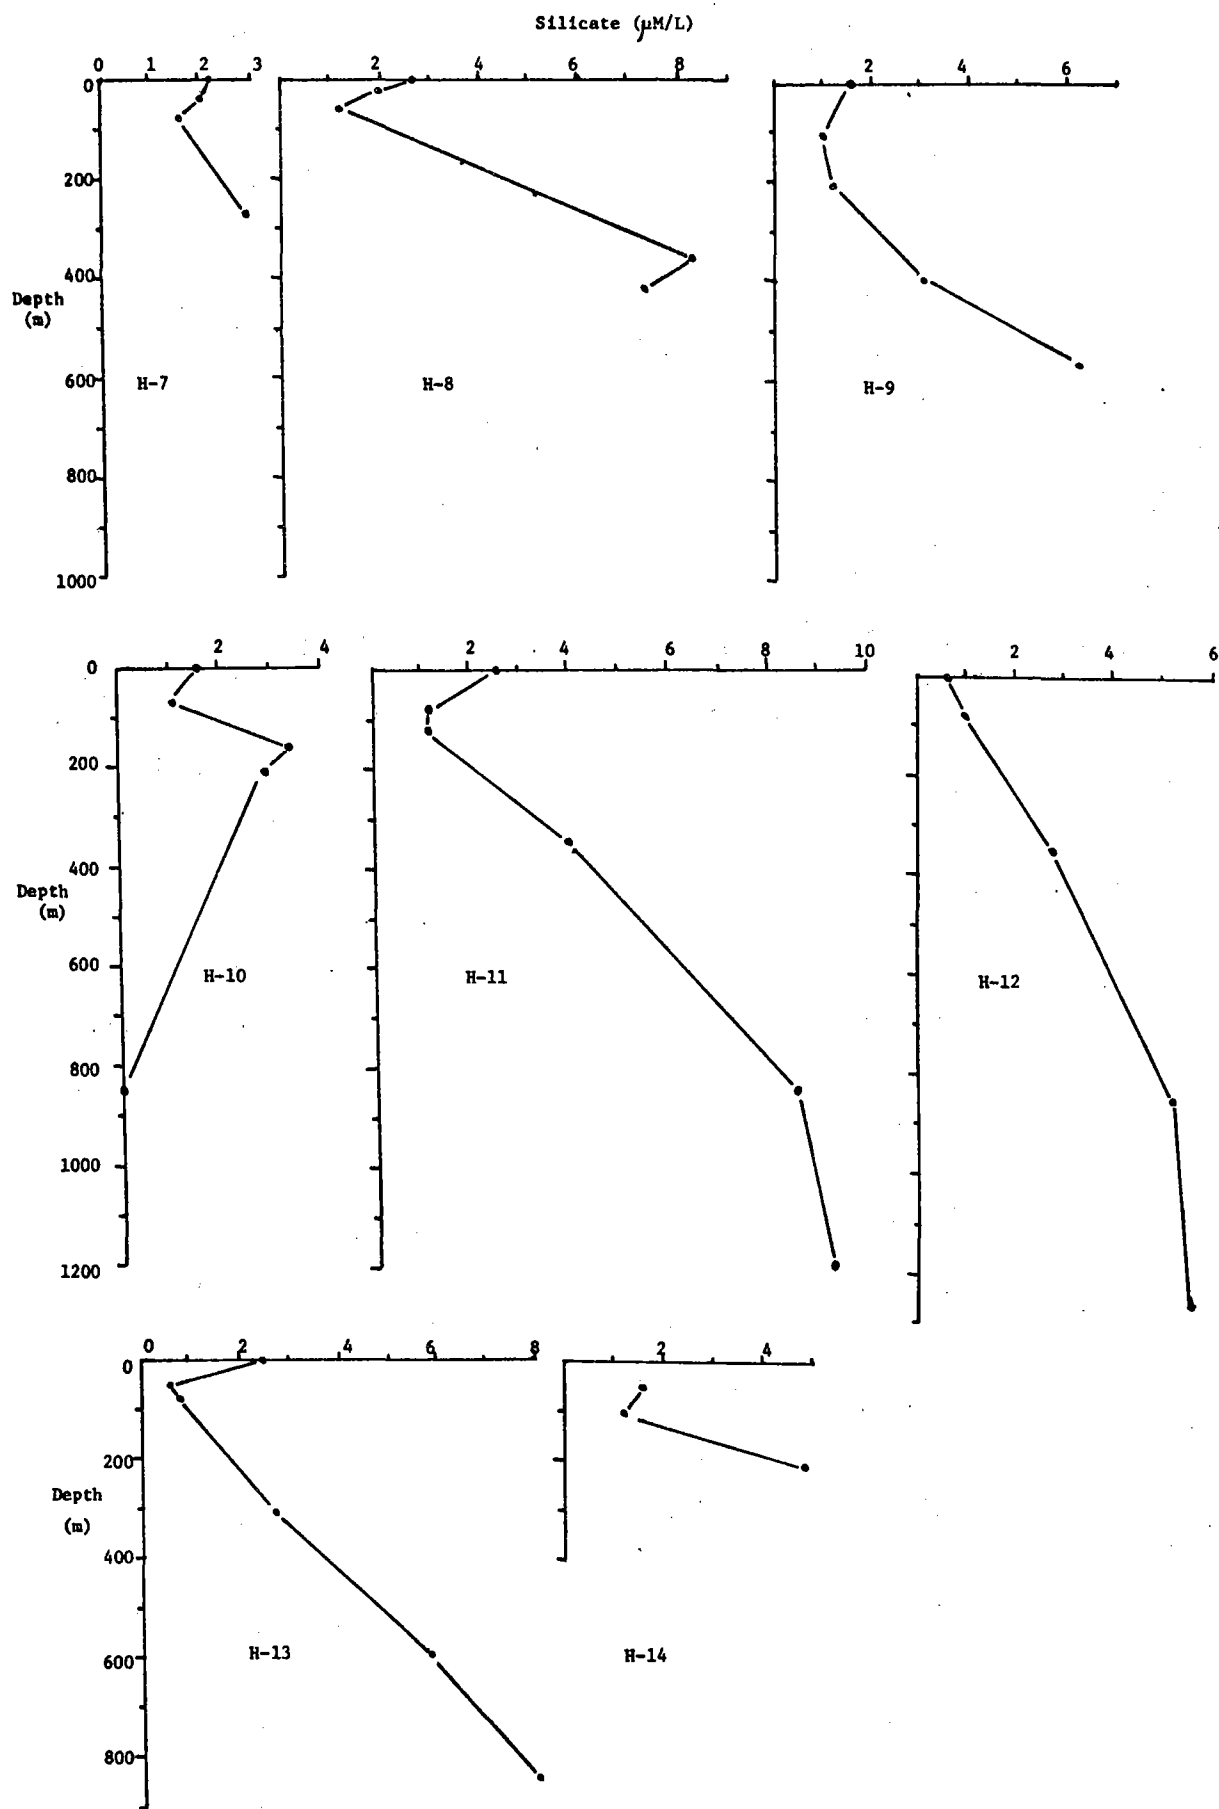 Silicate (μM/L)
0 1 2 3 2 4 6 8 2 4 6
0
200
400
Depth
(m)
600
800
1000
H-7 H-8 H-9
2 4 2 4 6 8 10 2 4 6
0
200
400
Depth
(m)
600
800
1000
1200
H-10 H-11 H-12
0 2 4 6 8 2 4
0
200
Depth
(m)
400
600
800
H-13 H-14